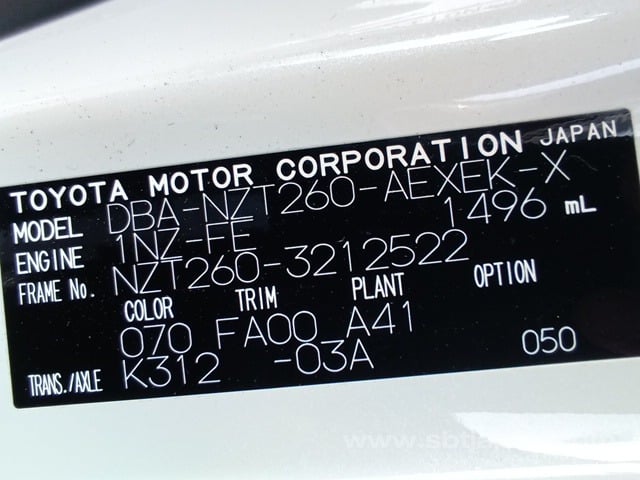 TOYOTA MOTOR CORPORATION JAPAN
MODEL DBA-NZT260-AEXEK-X
ENGINE 1NZ-FE 1496 mL
FRAME No. NZT260-3212522
COLOR TRIM PLANT OPTION
070 FA00 A41
TRANS./AXLE K312 -03A 050